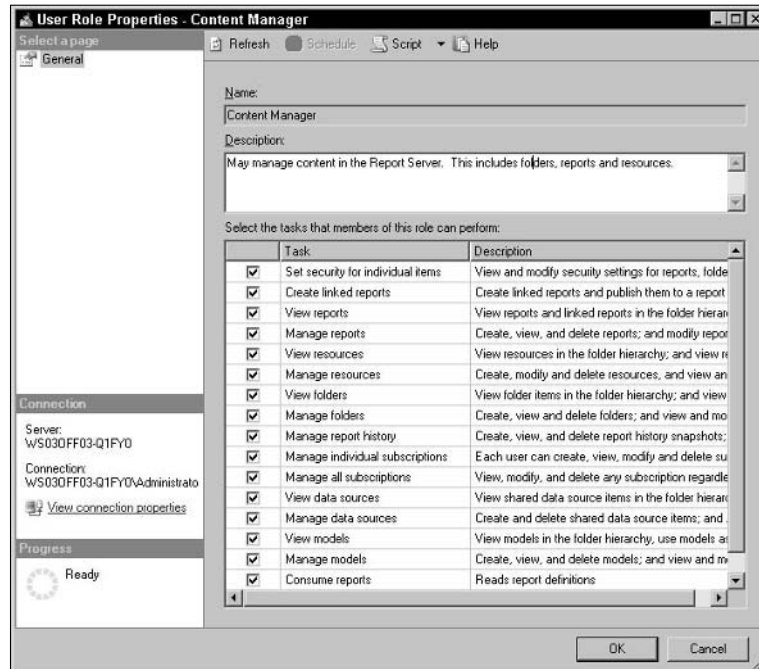 User Role Properties - Content Manager
Select a page
General
Refresh Schedule Script Help
Name:
Content Manager
Description:
May manage content in the Report Server. This includes folders, reports and resources.
Select the tasks that members of this role can perform:
Task Description
Set security for individual items View and modify security settings for reports, folde
Create linked reports Create linked reports and publish them to a report
View reports View reports and linked reports in the folder hierar
Manage reports Create, view, and delete reports; and modify repor
View resources View resources in the folder hierarchy; and view r
Manage resources Create, modify and delete resources, and view an
View folders View folder items in the folder hierarchy; and view
Manage folders Create, view and delete folders; and view and mo
Manage report history Create, view, and delete report history snapshots;
Manage individual subscriptions Each user can create, view, modify and delete su
Manage all subscriptions View, modify, and delete any subscription regardle
View data sources View shared data source items in the folder hierarc
Manage data sources Create and delete shared data source items; and .
View models View models in the folder hierarchy, use models as
Manage models Create, view, and delete models; and view and m
Consume reports Reads report definitions
Connection
Server:
WS03OFF03-Q1FY0
Connection:
WS03OFF03-Q1FY0\Administrato
View connection properties
Progress
Ready
OK Cancel